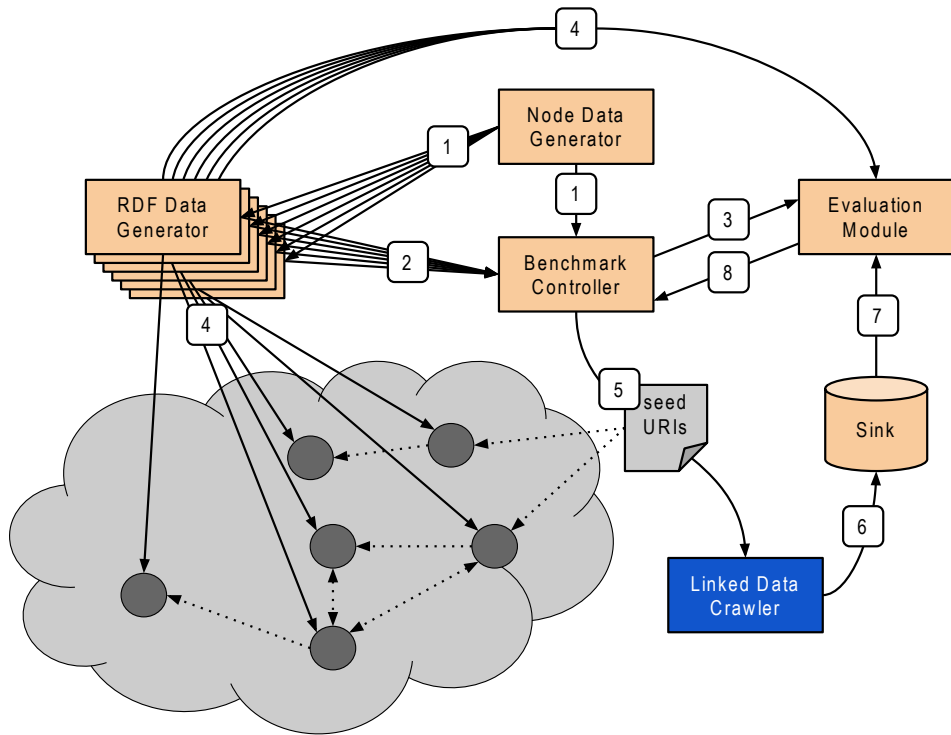 4
Node Data
Generator
1
1
RDF Data
Generator
Evaluation
Module
3
2
Benchmark
Controller
8
4
7
5
seed
URIs
Sink
6
Linked Data
Crawler